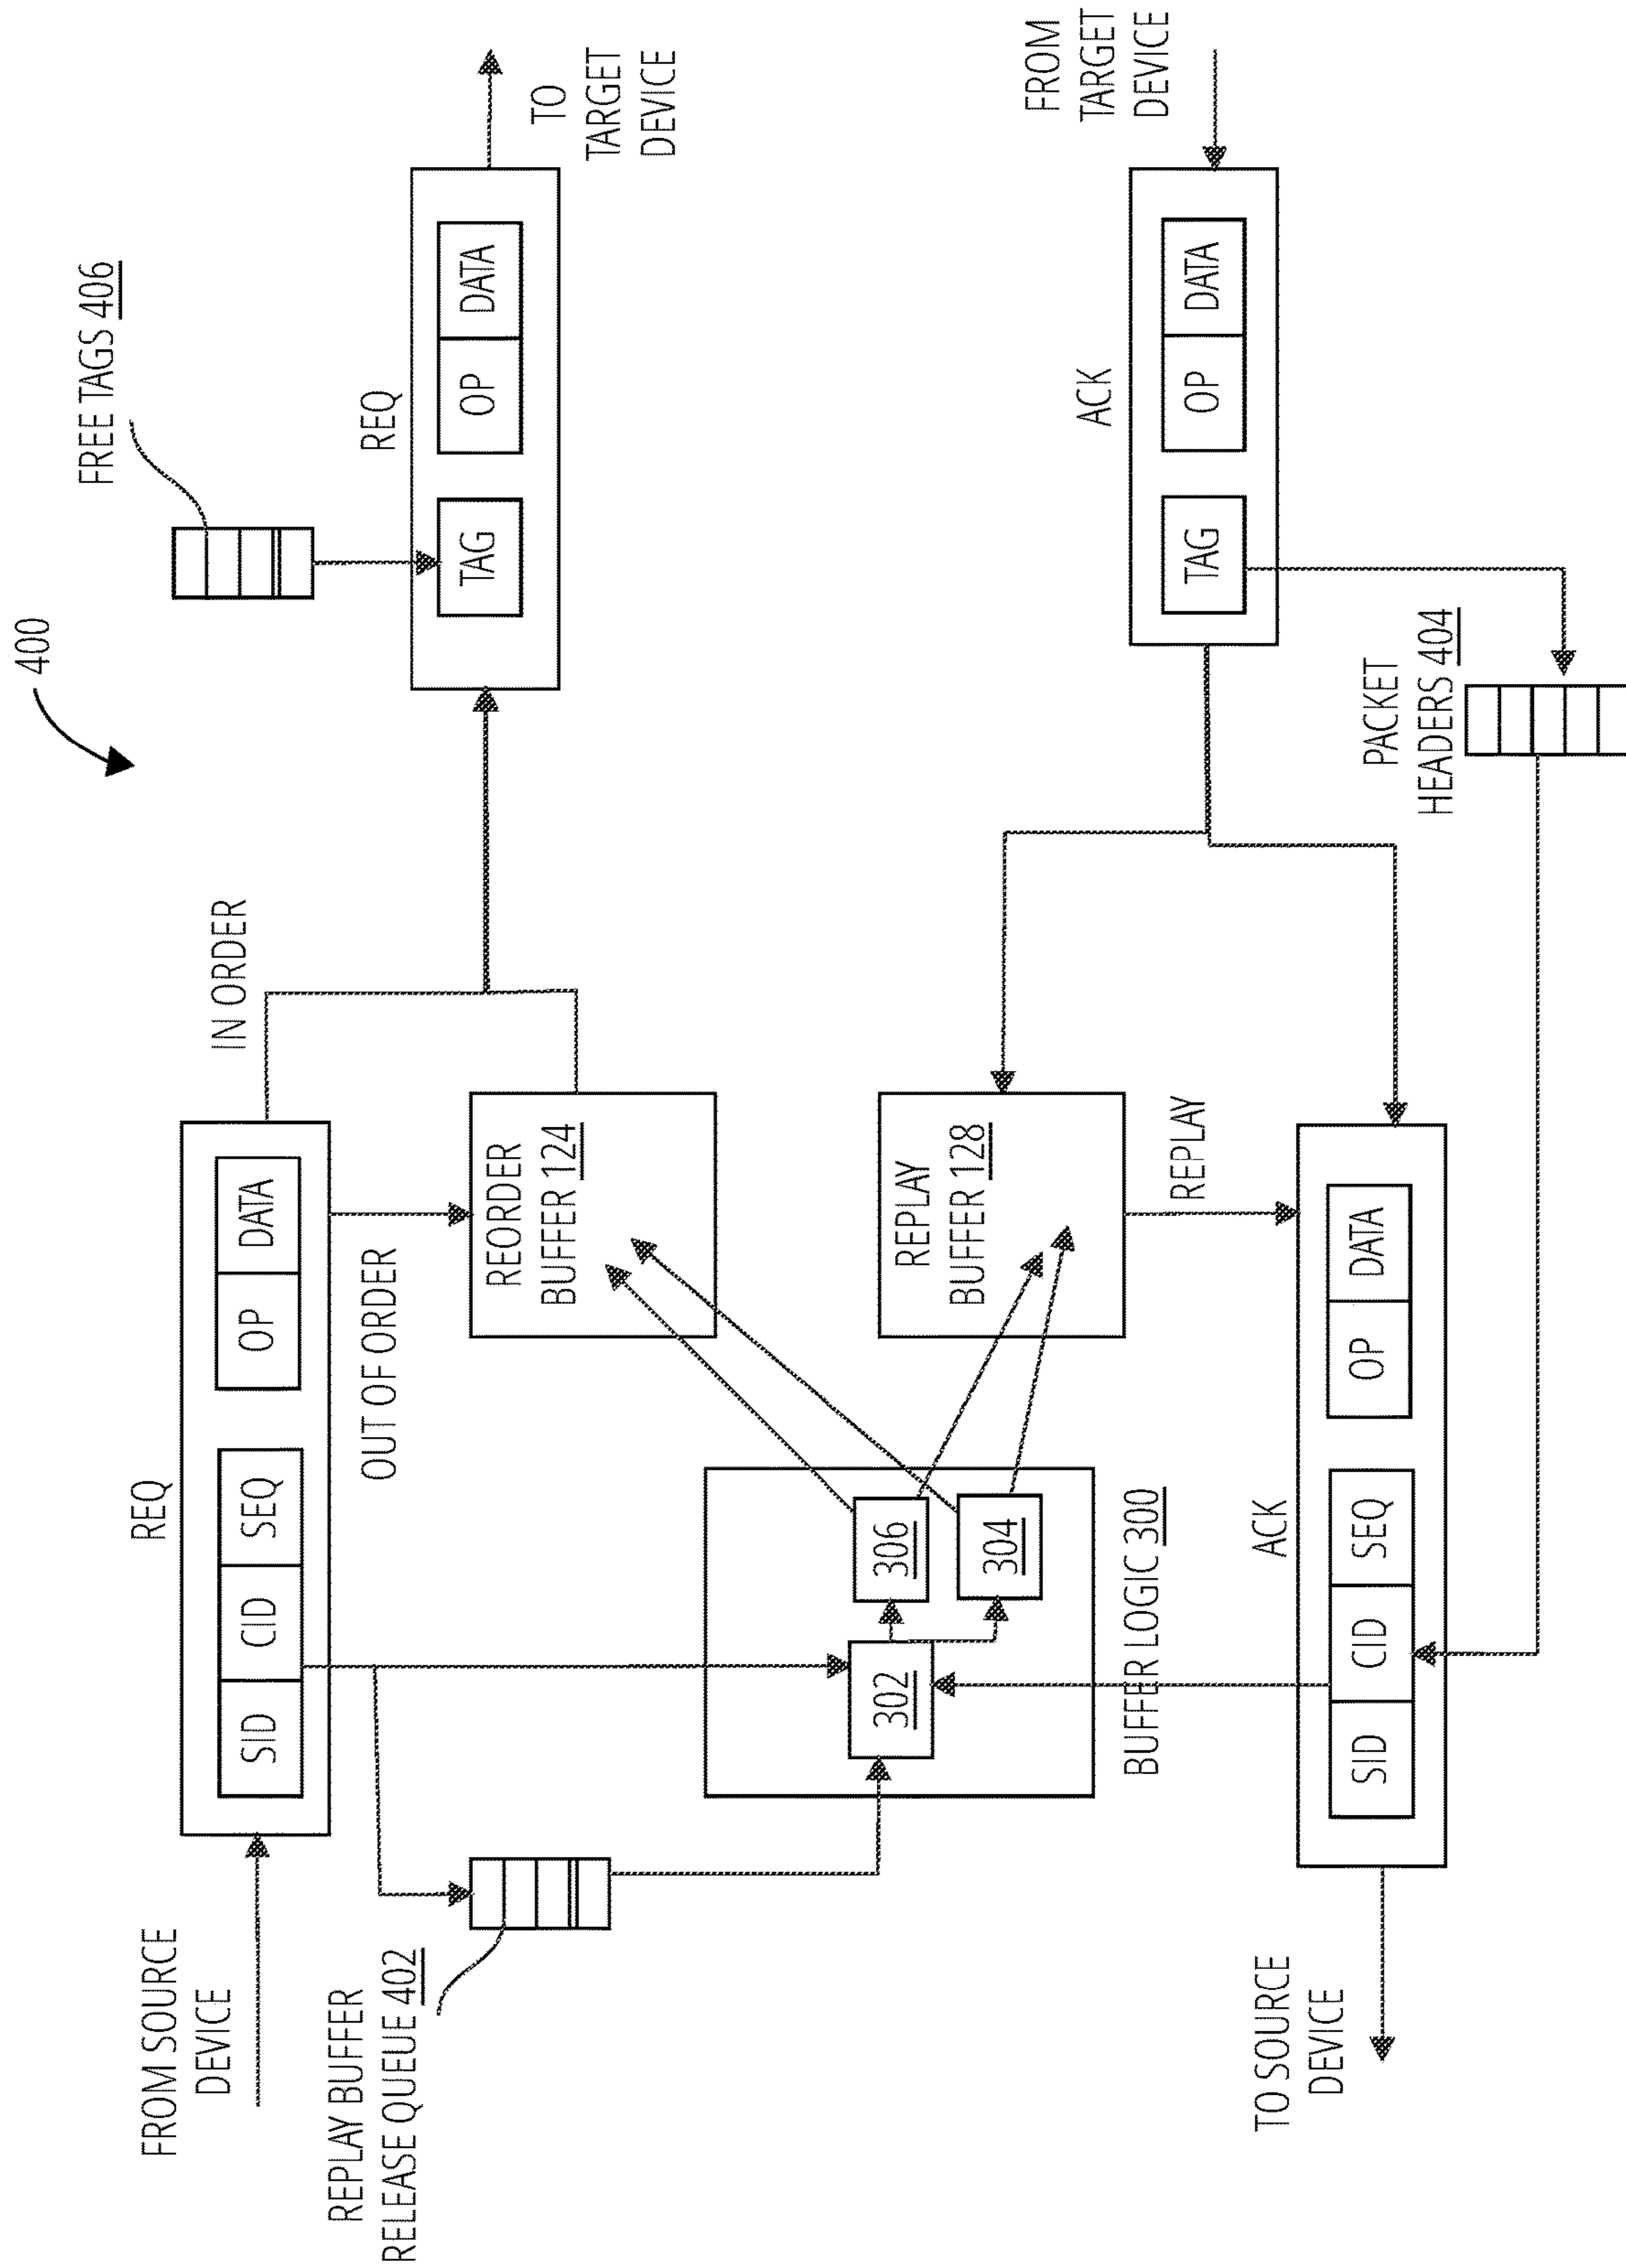 400
FROM SOURCE
DEVICE
REQ
SID
CID
SEQ
OP
DATA
IN ORDER
OUT OF ORDER
FREE TAGS 406
REQ
TAG
OP
DATA
TO
TARGET
DEVICE
REPLAY BUFFER
RELEASE QUEUE 402
REORDER
BUFFER 124
302
306
304
BUFFER LOGIC 300
REPLAY
BUFFER 128
REPLAY
FROM
TARGET
DEVICE
ACK
TAG
OP
DATA
PACKET
HEADERS 404
ACK
SID
CID
SEQ
OP
DATA
TO SOURCE
DEVICE